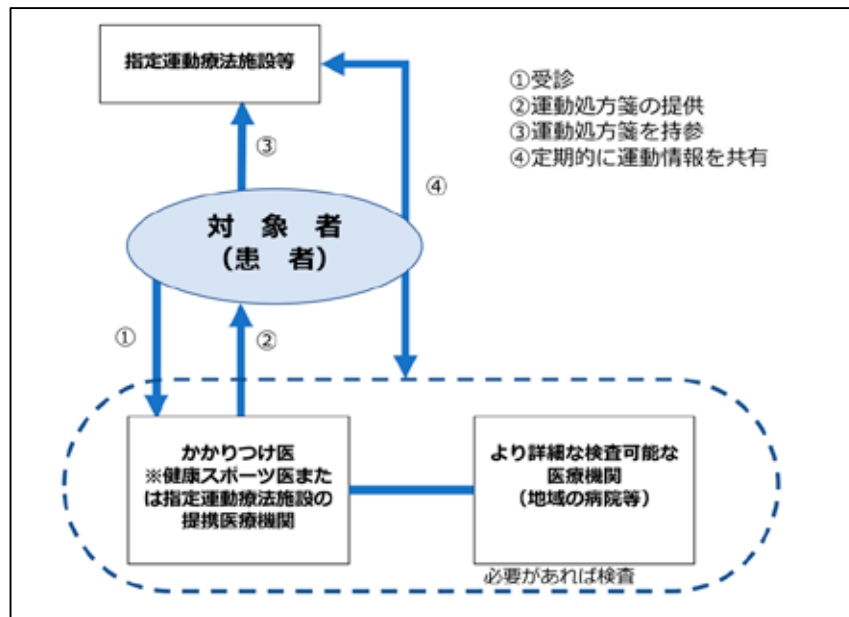 指定運動療法施設等
①受診
②運動処方箋の提供
③運動処方箋を持参
④定期的に運動情報を共有
③
④
対 象 者
(患 者)
①
②
かかりつけ医
※健康スポーツ医また
は指定運動療法施設の
提携医療機関
より詳細な検査可能な
医療機関
(地域の病院等)
必要があれば検査